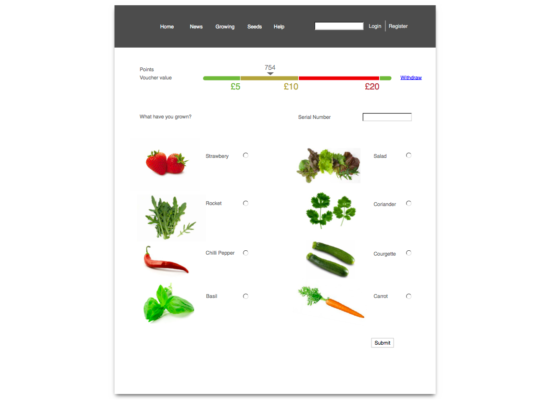 Home News Growing Seeds Help Login Register
754
Points
Voucher value Withdraw
£5 £10 £20
What have you grown? Serial Number
Strawbery Salad
Rocket Coriander
Chilli Pepper Courgette
Basil Carrot
Submit